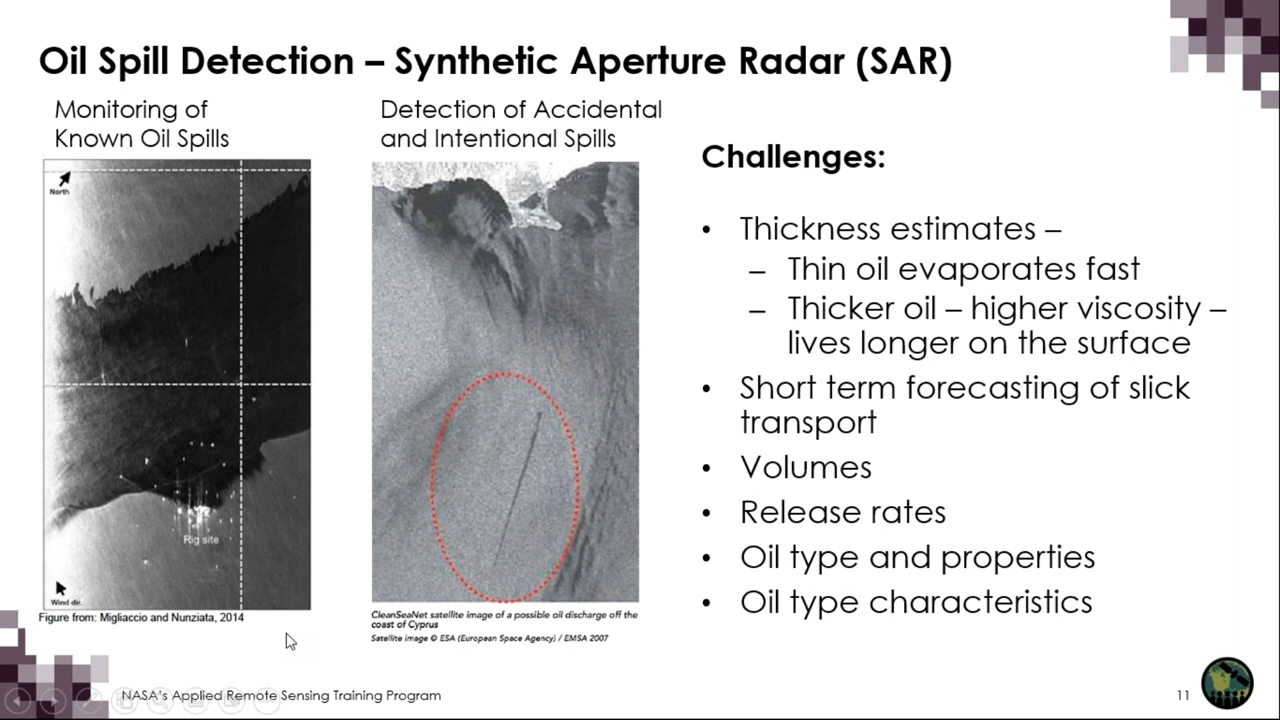 Oil Spill Detection – Synthetic Aperture Radar (SAR)
Monitoring of
Known Oil Spills
North
Rig site
Wind dir.
Figure from: Migliaccio and Nunziata, 2014
Detection of Accidental
and Intentional Spills
CleanSeaNet satellite image of a possible oil discharge off the
coast of Cyprus
Satellite image © ESA (European Space Agency) / EMSA 2007
Challenges:
• Thickness estimates –
– Thin oil evaporates fast
– Thicker oil – higher viscosity –
lives longer on the surface
• Short term forecasting of slick
transport
• Volumes
• Release rates
• Oil type and properties
• Oil type characteristics
NASA's Applied Remote Sensing Training Program
11